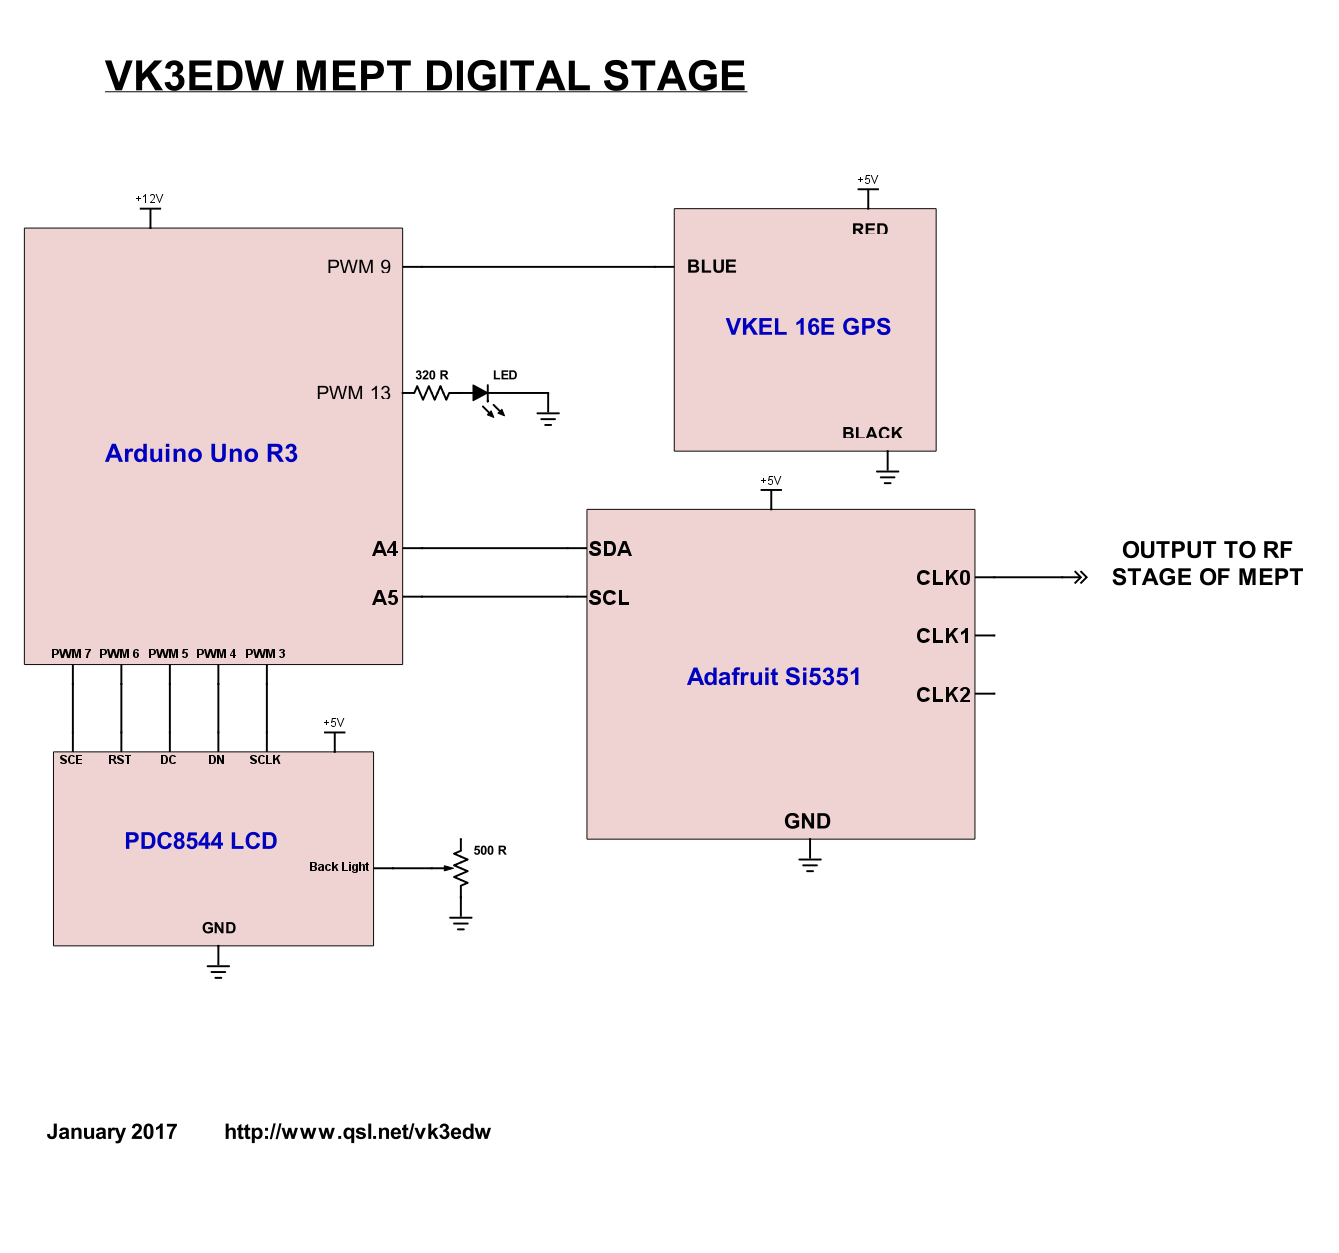 VK3EDW MEPT DIGITAL STAGE
+12V
+5V
RED
PWM 9
BLUE
VKEL 16E GPS
320 R
LED
PWM 13
BLACK
Arduino Uno R3
+5V
A4
SDA
OUTPUT TO RF
STAGE OF MEPT
CLK0
A5
SCL
CLK1
PWM 7 PWM 6 PWM 5 PWM 4 PWM 3
Adafruit Si5351
CLK2
+5V
SCE RST DC DN SCLK
GND
PDC8544 LCD
500 R
Back Light
GND
January 2017 http://www.qsl.net/vk3edw